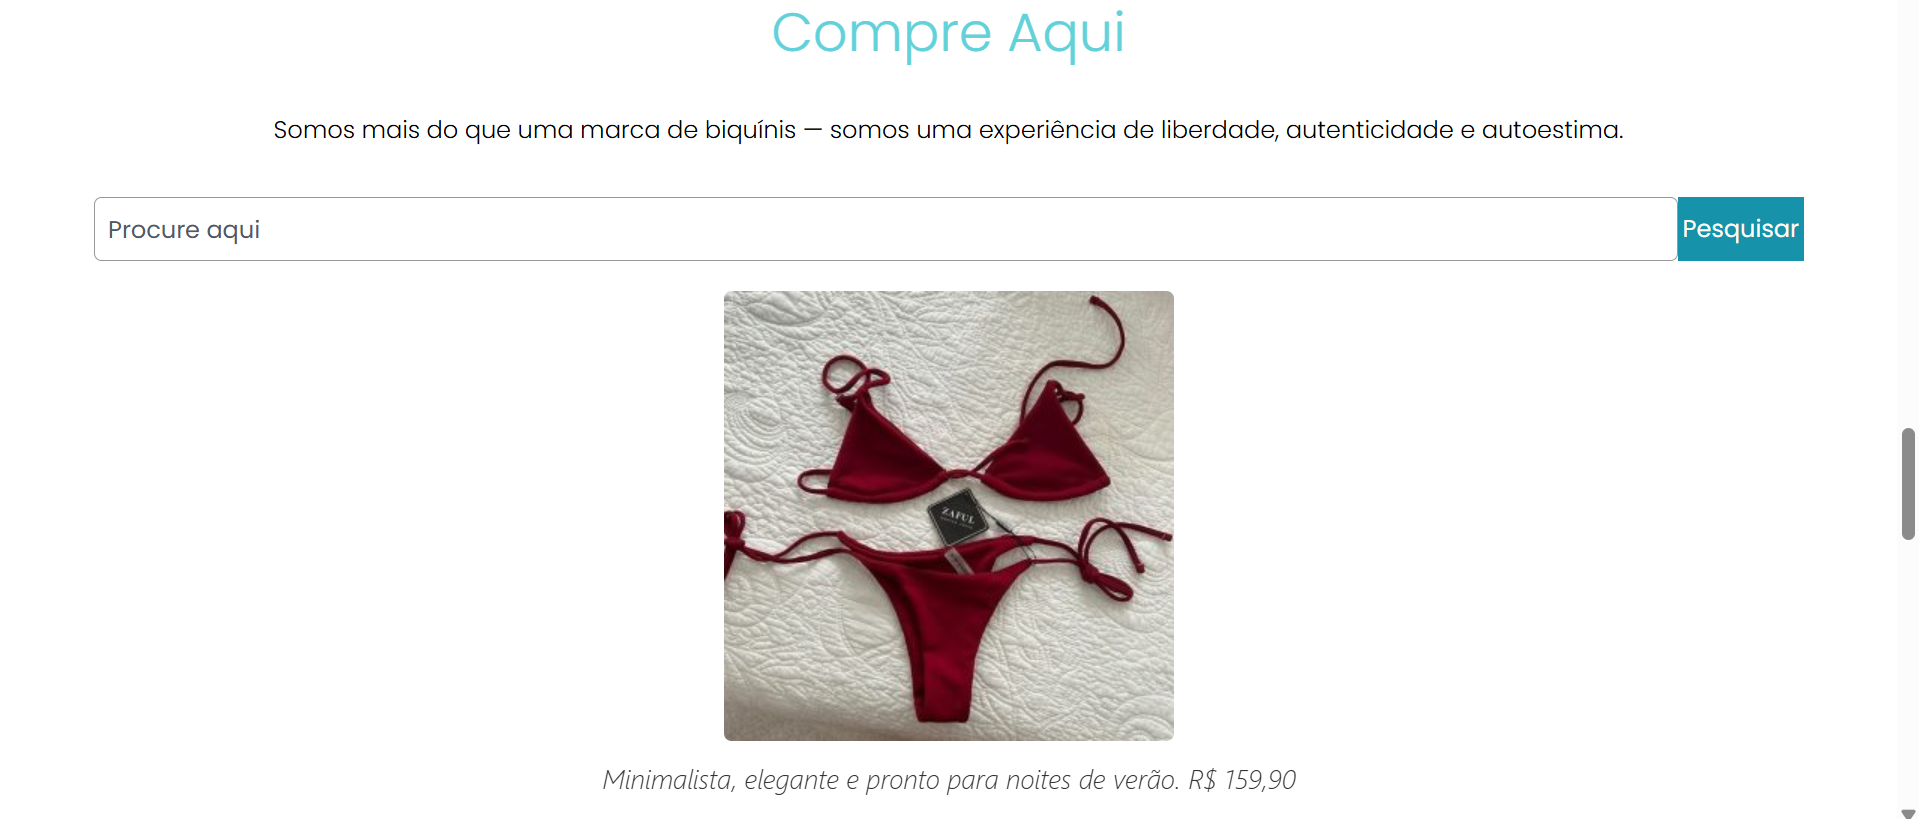 Compre Aqui
Somos mais do que uma marca de biquínis — somos uma experiência de liberdade, autenticidade e autoestima.
Procure aqui
Pesquisar
ZAFUL
Minimalista, elegante e pronto para noites de verão. R$ 159,90